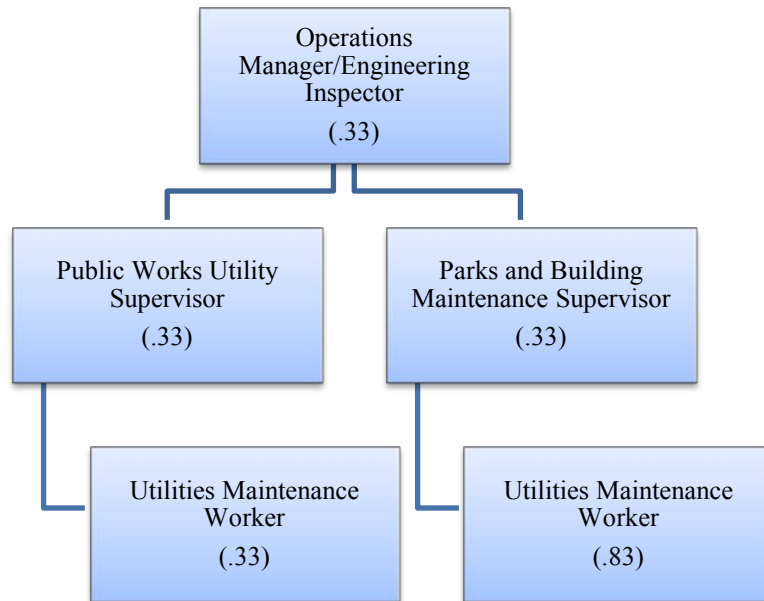 Operations
Manager/Engineering
Inspector
(.33)
Public Works Utility
Supervisor
(.33)
Parks and Building
Maintenance Supervisor
(.33)
Utilities Maintenance
Worker
(.33)
Utilities Maintenance
Worker
(.83)